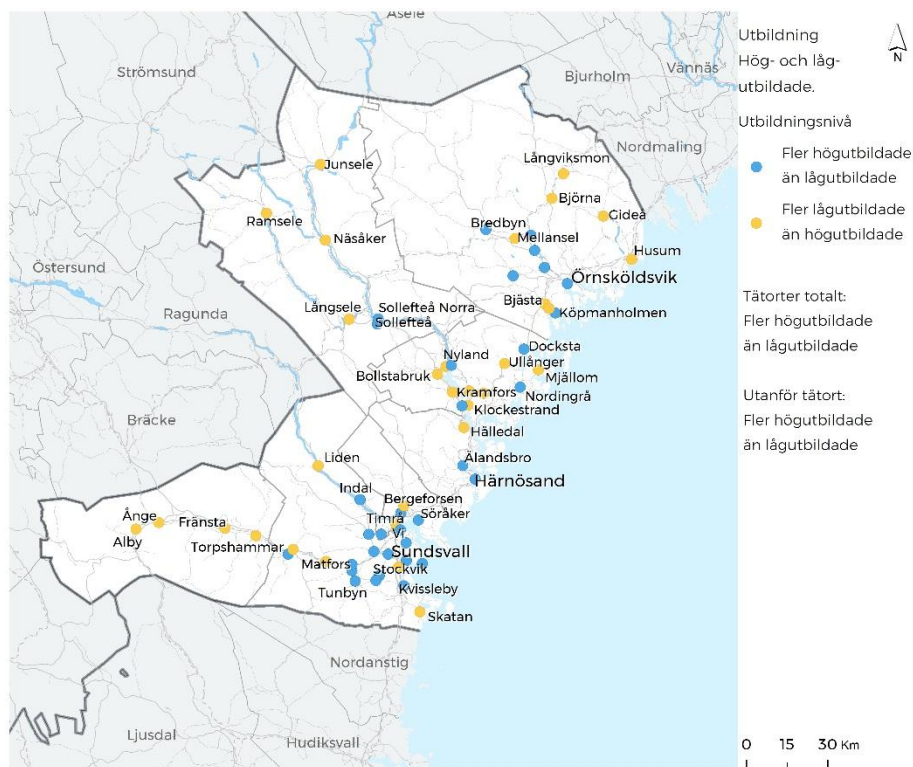 Åsele
Utbildning
Hög- och låg-
utbildade.
N
Strömsund
Bjurholm
Vännäs
Utbildningsnivå
Fler högutbildade
än lågutbildade
Fler lågutbildade
än högutbildade
Nordmaling
Långviksmon
Junsele
Björna
Gideå
Ramsele
Bredbyn
Näsåker
Mellansel
Husum
Östersund
Örnsköldsvik
Ragunda
Långsele
Sollefteå Norra
Sollefteå
Bjästa
Köpmanholmen
Tätorter totalt:
Fler högutbildade
än lågutbildade
Docksta
Nyland
Ullånger
Bollstabruk
Mjällom
Kramfors
Nordingrå
Klockestrand
Utanför tätort:
Fler högutbildade
än lågutbildade
Bräcke
Hälledal
Liden
Älandsbro
Indal
Härnösand
Bergeforsen
Ånge
Fränsta
Timrå
Söråker
Alby
Vi
Torpshammar
Sundsvall
Matfors
Stockvik
Tunbyn
Kvissleby
Skatan
Nordanstig
Ljusdal
Hudiksvall
0 15 30 Km